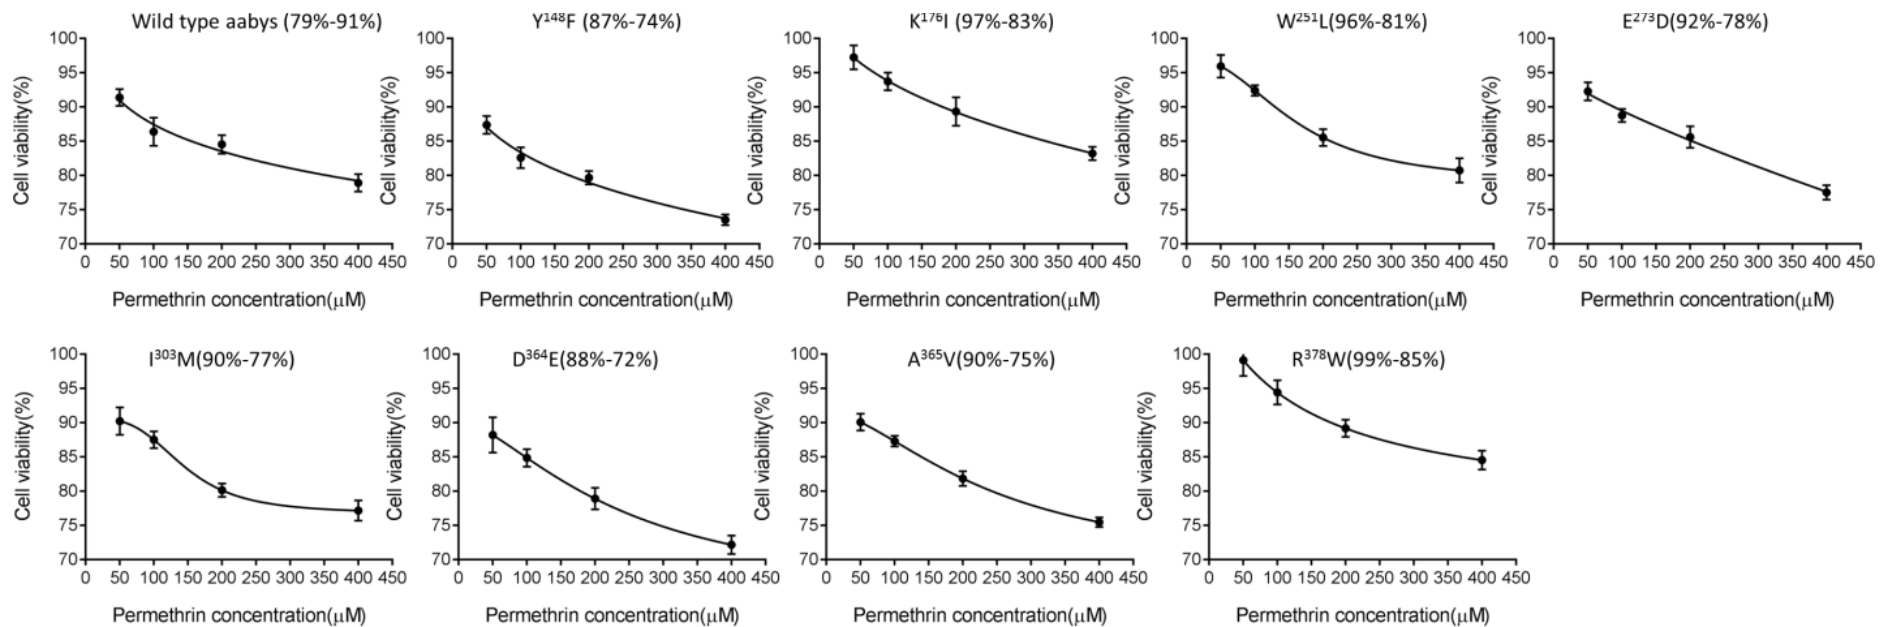 Wild type aabys (79%-91%)
Y¹⁴⁸F (87%-74%)
K¹⁷⁶I (97%-83%)
W²⁵¹L(96%-81%)
E²⁷³D(92%-78%)
Cell viability(%)
100
95
90
85
80
75
70
0 50 100 150 200 250 300 350 400 450
Permethrin concentration(μM)
Cell viability(%)
100
95
90
85
80
75
70
0 50 100 150 200 250 300 350 400 450
Permethrin concentration(μM)
Cell viability(%)
100
95
90
85
80
75
70
0 50 100 150 200 250 300 350 400 450
Permethrin concentration(μM)
Cell viability(%)
100
95
90
85
80
75
70
0 50 100 150 200 250 300 350 400 450
Permethrin concentration(μM)
Cell viability(%)
100
95
90
85
80
75
70
0 50 100 150 200 250 300 350 400 450
Permethrin concentration(μM)
I³⁰³M(90%-77%)
D³⁶⁴E(88%-72%)
A³⁶⁵V(90%-75%)
R³⁷⁸W(99%-85%)
Cell viability(%)
100
95
90
85
80
75
70
0 50 100 150 200 250 300 350 400 450
Permethrin concentration(μM)
Cell viability(%)
100
95
90
85
80
75
70
0 50 100 150 200 250 300 350 400 450
Permethrin concentration(μM)
Cell viability(%)
100
95
90
85
80
75
70
0 50 100 150 200 250 300 350 400 450
Permethrin concentration(μM)
Cell viability(%)
100
95
90
85
80
75
70
0 50 100 150 200 250 300 350 400 450
Permethrin concentration(μM)